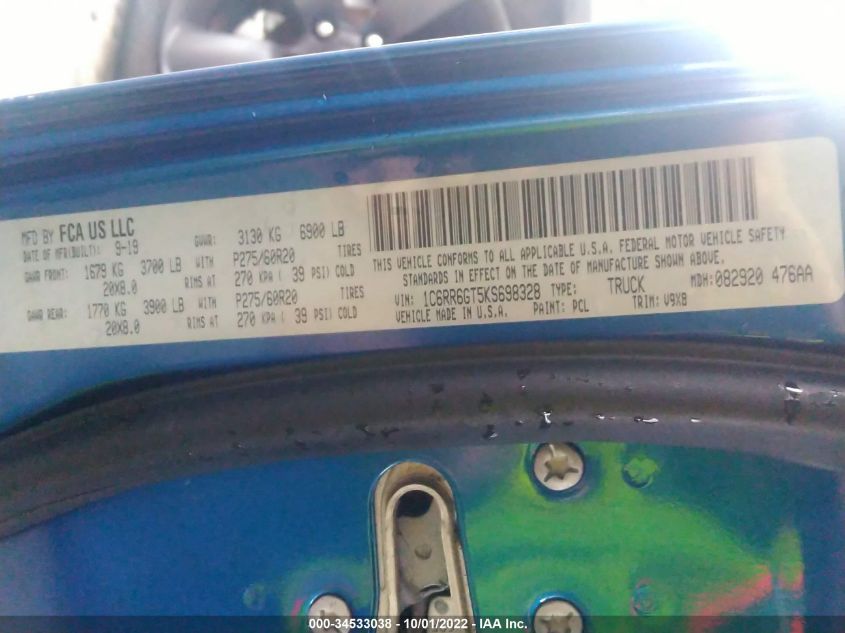 MFD BY FCA US LLC
DATE OF MFR(BUILT): 9-19 GVWR: 3130 KG 6900 LB
GAWR FRONT: 1679 KG 3700 LB WITH P275/60R20 TIRES
20X8.0 RIMS AT 270 KPA ( 39 PSI) COLD
GAWR REAR: 1770 KG 3900 LB WITH P275/60R20 TIRES
20X8.0 RIMS AT 270 KPA ( 39 PSI) COLD
THIS VEHICLE CONFORMS TO ALL APPLICABLE U.S.A. FEDERAL MOTOR VEHICLE SAFETY
STANDARDS IN EFFECT ON THE DATE OF MANUFACTURE SHOWN ABOVE.
VIN: 1C6RR6GT5KS698328 TYPE: TRUCK MDH: 082920 476AA
VEHICLE MADE IN U.S.A. PAINT: PCL TRIM: V9X8
000-34533038 - 10/01/2022 - IAA Inc.